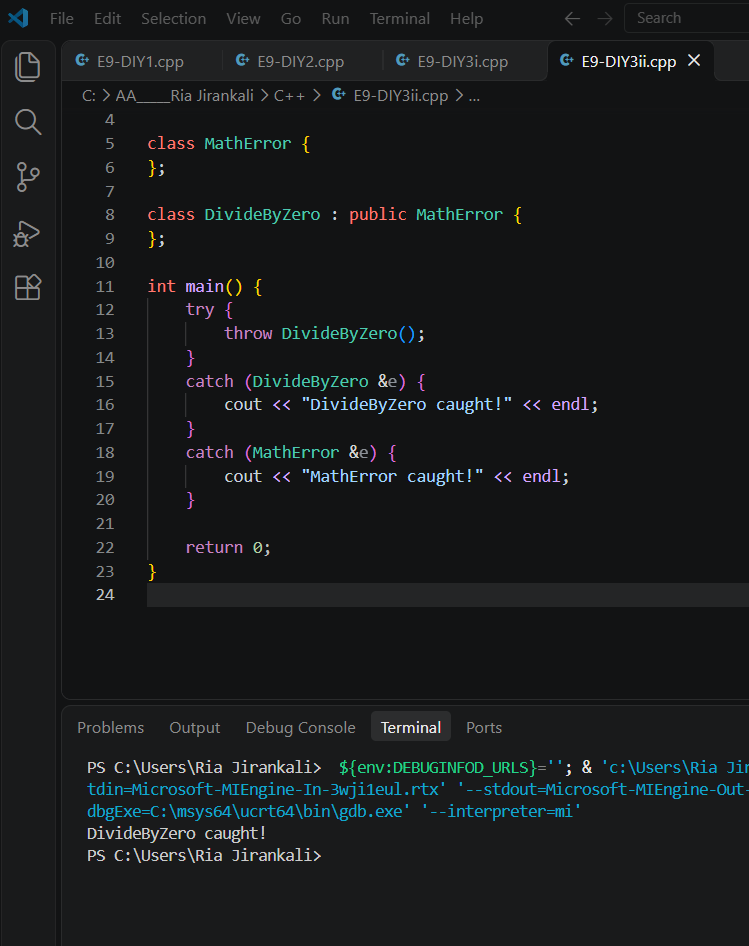 File Edit Selection View Go Run Terminal Help Search
E9-DIY1.cpp E9-DIY2.cpp E9-DIY3i.cpp E9-DIY3ii.cpp
C: > AA_____Ria Jirankali > C++ > E9-DIY3ii.cpp > ...
4
5 class MathError {
6 };
7
8 class DivideByZero : public MathError {
9 };
10
11 int main() {
12     try {
13         throw DivideByZero();
14     }
15     catch (DivideByZero &e) {
16         cout << "DivideByZero caught!" << endl;
17     }
18     catch (MathError &e) {
19         cout << "MathError caught!" << endl;
20     }
21
22     return 0;
23 }
24
Problems Output Debug Console Terminal Ports
PS C:\Users\Ria Jirankali>  ${env:DEBUGINFOD_URLS}=''; & 'c:\Users\Ria Jir
tdin=Microsoft-MIEngine-In-3wji1eul.rtx' '--stdout=Microsoft-MIEngine-Out-
dbgExe=C:\msys64\ucrt64\bin\gdb.exe' '--interpreter=mi'
DivideByZero caught!
PS C:\Users\Ria Jirankali>